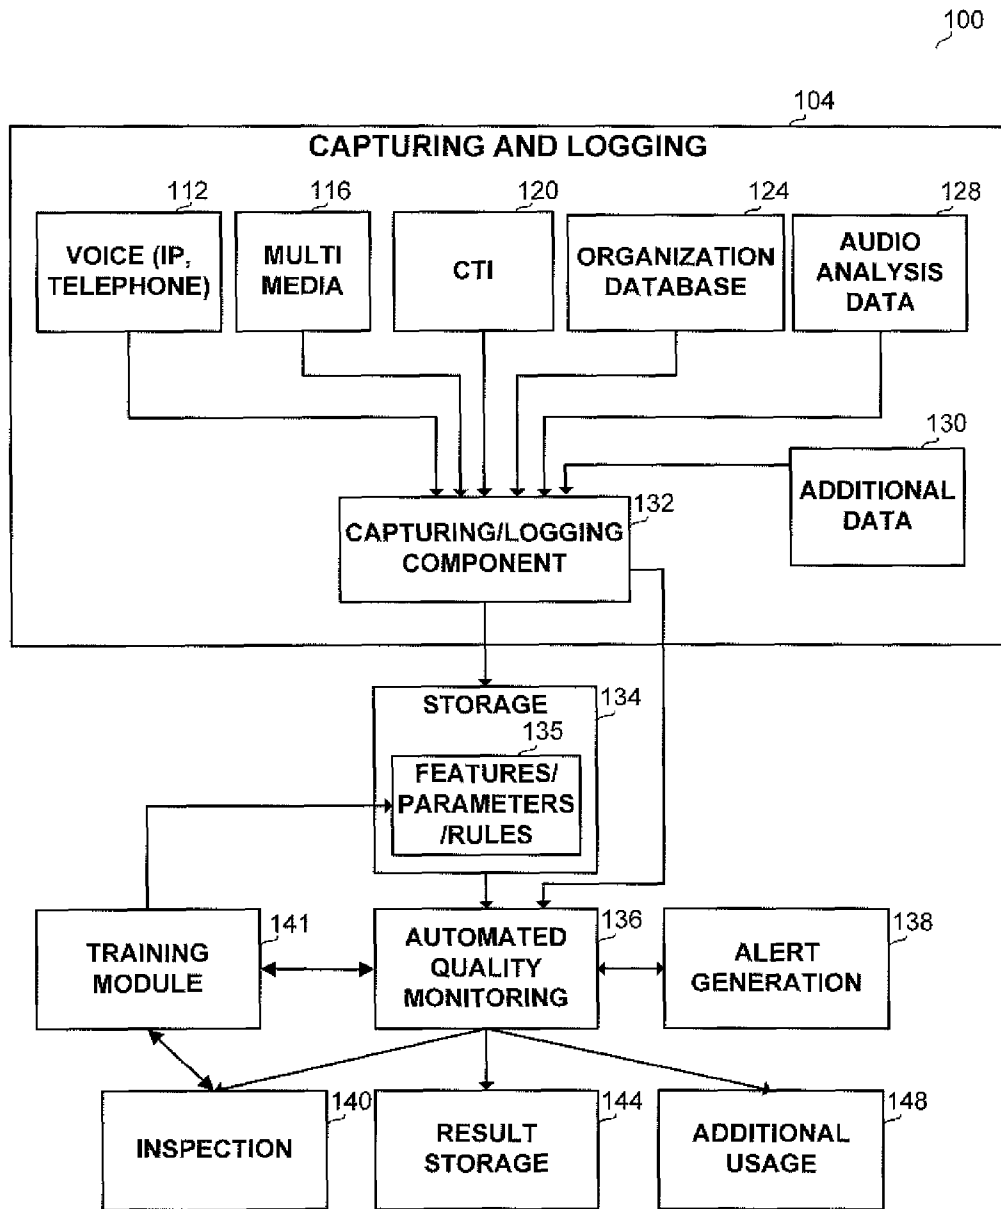 100
104
CAPTURING AND LOGGING
112
116
120
124
128
VOICE (IP,
TELEPHONE)
MULTI
MEDIA
CTI
ORGANIZATION
DATABASE
AUDIO
ANALYSIS
DATA
130
ADDITIONAL
DATA
132
CAPTURING/LOGGING
COMPONENT
STORAGE
134
135
FEATURES/
PARAMETERS
/RULES
141
TRAINING
MODULE
136
AUTOMATED
QUALITY
MONITORING
138
ALERT
GENERATION
140
INSPECTION
144
RESULT
STORAGE
148
ADDITIONAL
USAGE